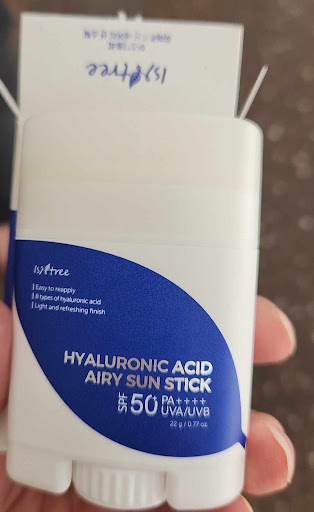 Isntree
Isntree
Easy to reapply
8 types of hyaluronic acid
Light and refreshing finish
HYALURONIC ACID
AIRY SUN STICK
SPF 50+ PA++++
UVA/UVB
22 g / 0.77 oz.